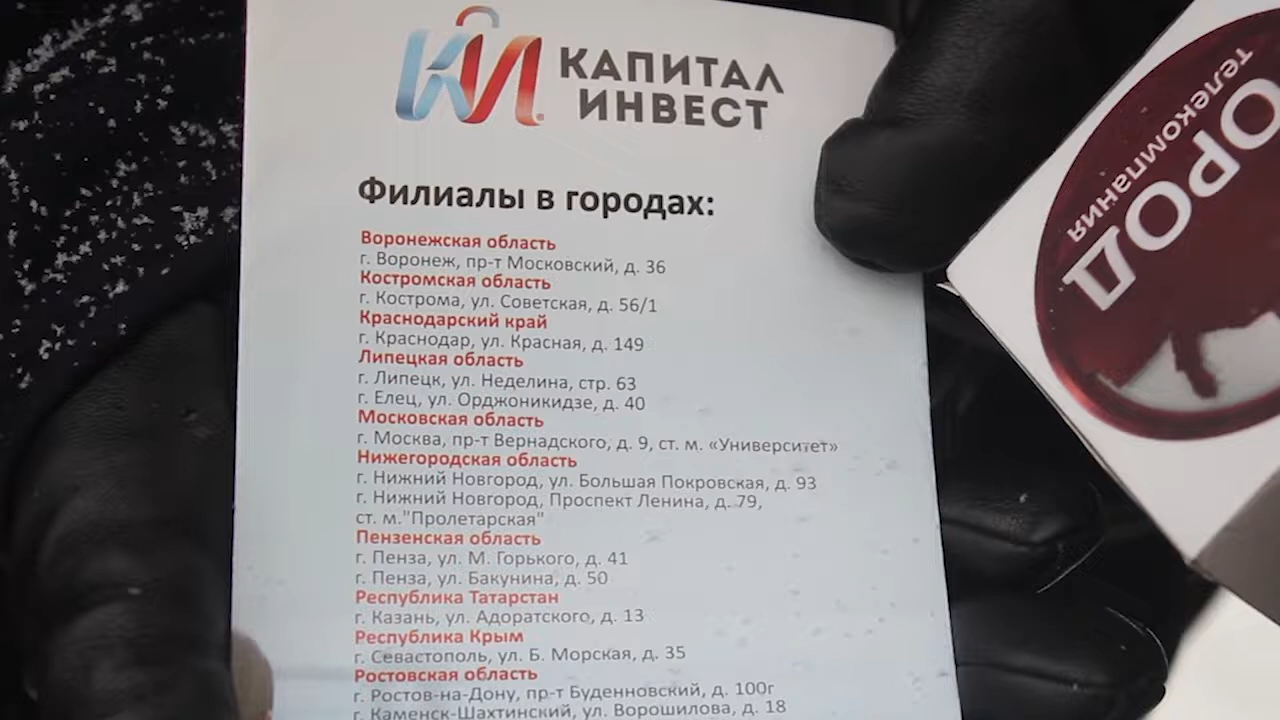 КИ
КАПИТАЛ
ИНВЕСТ
Филиалы в городах:
Воронежская область
г. Воронеж, пр-т Московский, д. 36
Костромская область
г. Кострома, ул. Советская, д. 56/1
Краснодарский край
г. Краснодар, ул. Красная, д. 149
Липецкая область
г. Липецк, ул. Неделина, стр. 63
г. Елец, ул. Орджоникидзе, д. 40
Московская область
г. Москва, пр-т Вернадского, д. 9, ст. м. «Университет»
Нижегородская область
г. Нижний Новгород, ул. Большая Покровская, д. 93
г. Нижний Новгород, Проспект Ленина, д. 79,
ст. м."Пролетарская"
Пензенская область
г. Пенза, ул. М. Горького, д. 41
г. Пенза, ул. Бакунина, д. 50
Республика Татарстан
г. Казань, ул. Адоратского, д. 13
Республика Крым
г. Севастополь, ул. Б. Морская, д. 35
Ростовская область
г. Ростов-на-Дону, пр-т Буденновский, д. 100г
г. Каменск-Шахтинский, ул. Ворошилова, д. 18
телекомпания
ОРОД